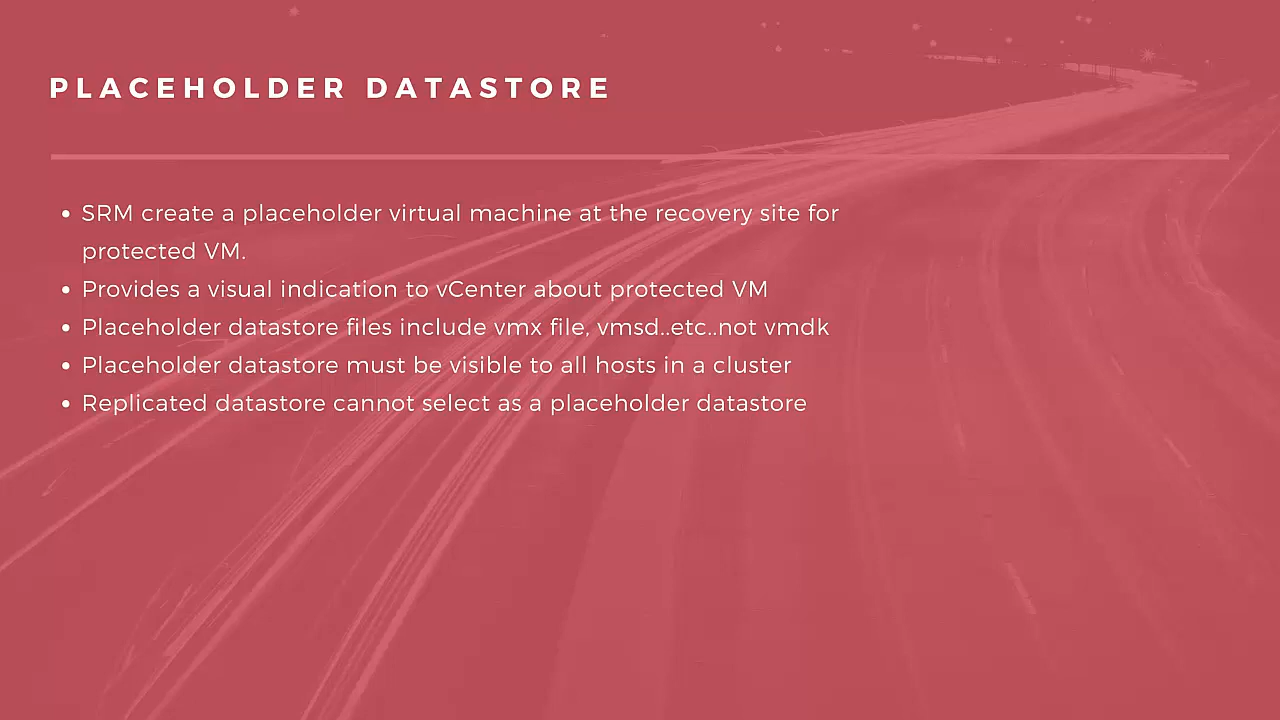 PLACEHOLDER DATASTORE
• SRM create a placeholder virtual machine at the recovery site for
protected VM.
• Provides a visual indication to vCenter about protected VM
• Placeholder datastore files include vmx file, vmsd..etc..not vmdk
• Placeholder datastore must be visible to all hosts in a cluster
• Replicated datastore cannot select as a placeholder datastore